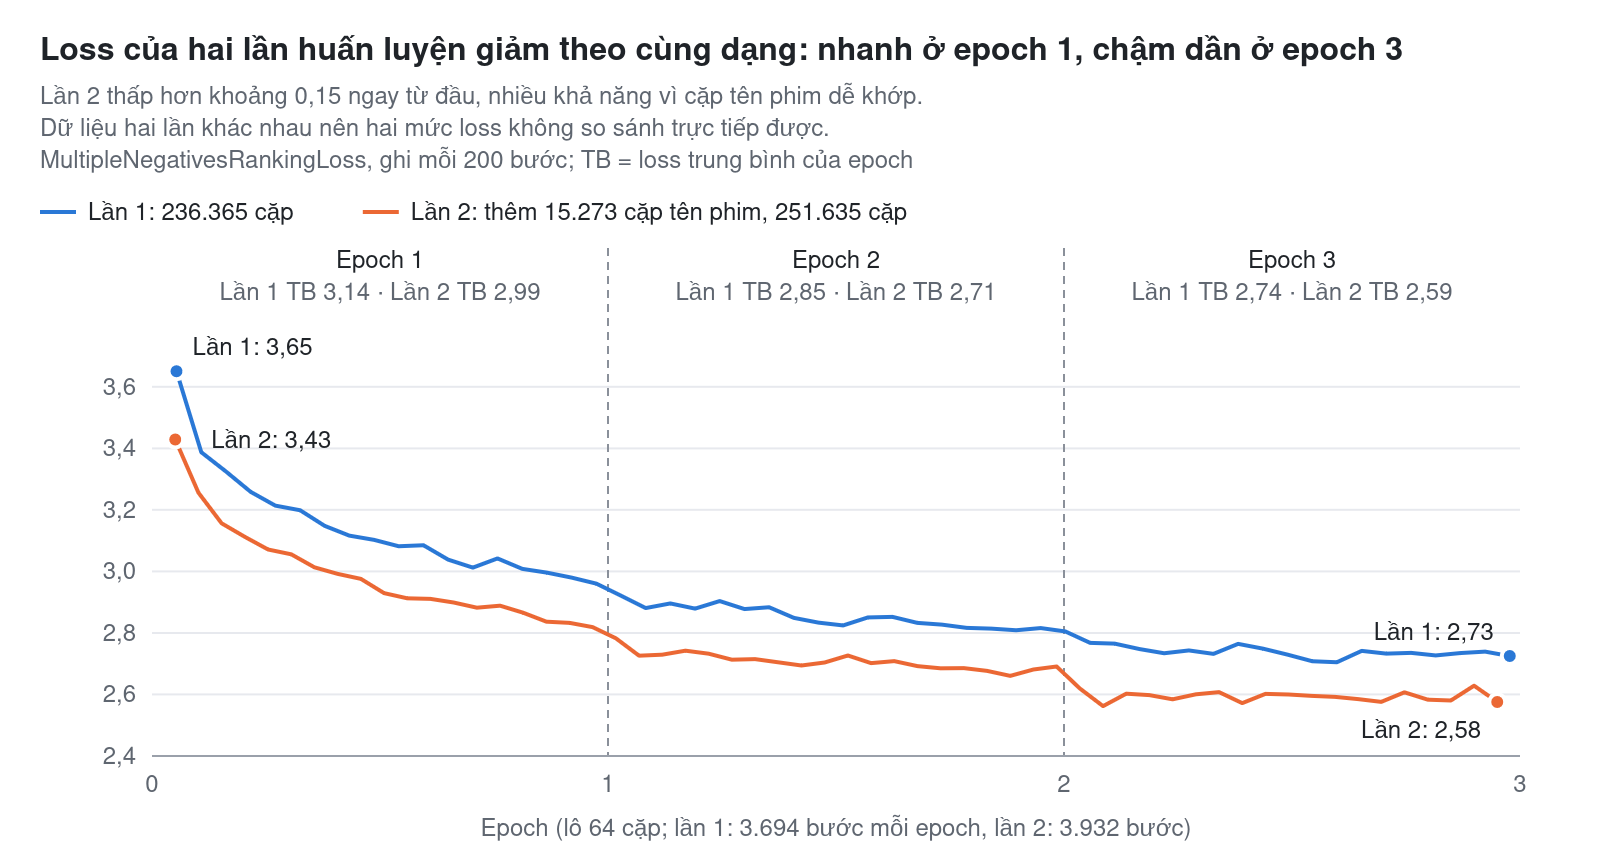 Loss của hai lần huấn luyện giảm theo cùng dạng: nhanh ở epoch 1, chậm dần ở epoch 3
Lần 2 thấp hơn khoảng 0,15 ngay từ đầu, nhiều khả năng vì cặp tên phim dễ khớp.
Dữ liệu hai lần khác nhau nên hai mức loss không so sánh trực tiếp được.
MultipleNegativesRankingLoss, ghi mỗi 200 bước; TB = loss trung bình của epoch
Lần 1: 236.365 cặp
Lần 2: thêm 15.273 cặp tên phim, 251.635 cặp
Epoch 1
Lần 1 TB 3,14 · Lần 2 TB 2,99
Epoch 2
Lần 1 TB 2,85 · Lần 2 TB 2,71
Epoch 3
Lần 1 TB 2,74 · Lần 2 TB 2,59
Lần 1: 3,65
Lần 2: 3,43
Lần 1: 2,73
Lần 2: 2,58
3,6
3,4
3,2
3,0
2,8
2,6
2,4
0
1
2
3
Epoch (lô 64 cặp; lần 1: 3.694 bước mỗi epoch, lần 2: 3.932 bước)